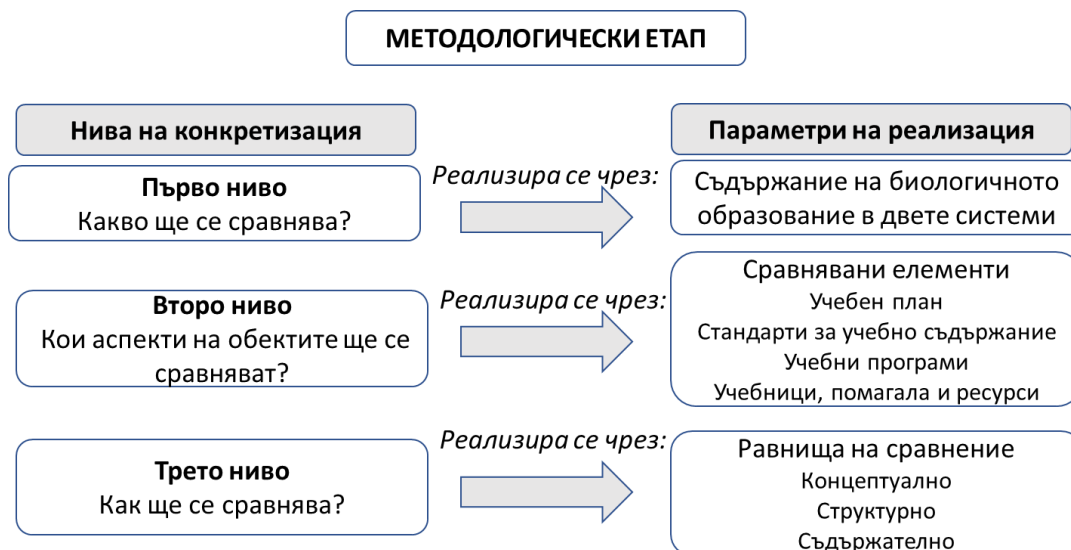 МЕТОДОЛОГИЧЕСКИ ЕТАП
Нива на конкретизация
Параметри на реализация
Първо ниво
Какво ще се сравнява?
Реализира се чрез:
Съдържание на биологичното
образование в двете системи
Второ ниво
Кои аспекти на обектите ще се
сравняват?
Реализира се чрез:
Сравнявани елементи
Учебен план
Стандарти за учебно съдържание
Учебни програми
Учебници, помагала и ресурси
Трето ниво
Как ще се сравнява?
Реализира се чрез:
Равнища на сравнение
Концептуално
Структурно
Съдържателно